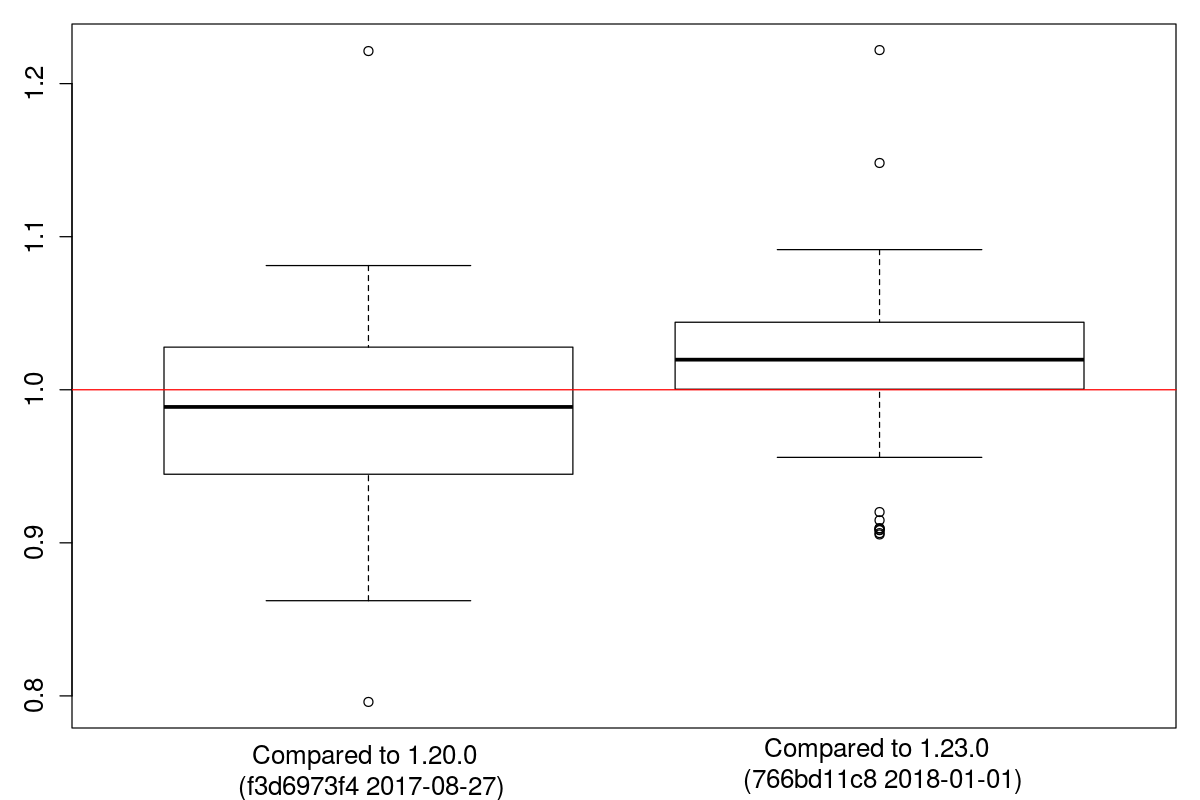 1.2
1.1
1.0
0.9
0.8
Compared to 1.20.0
(f3d6973f4 2017-08-27)
Compared to 1.23.0
(766bd11c8 2018-01-01)